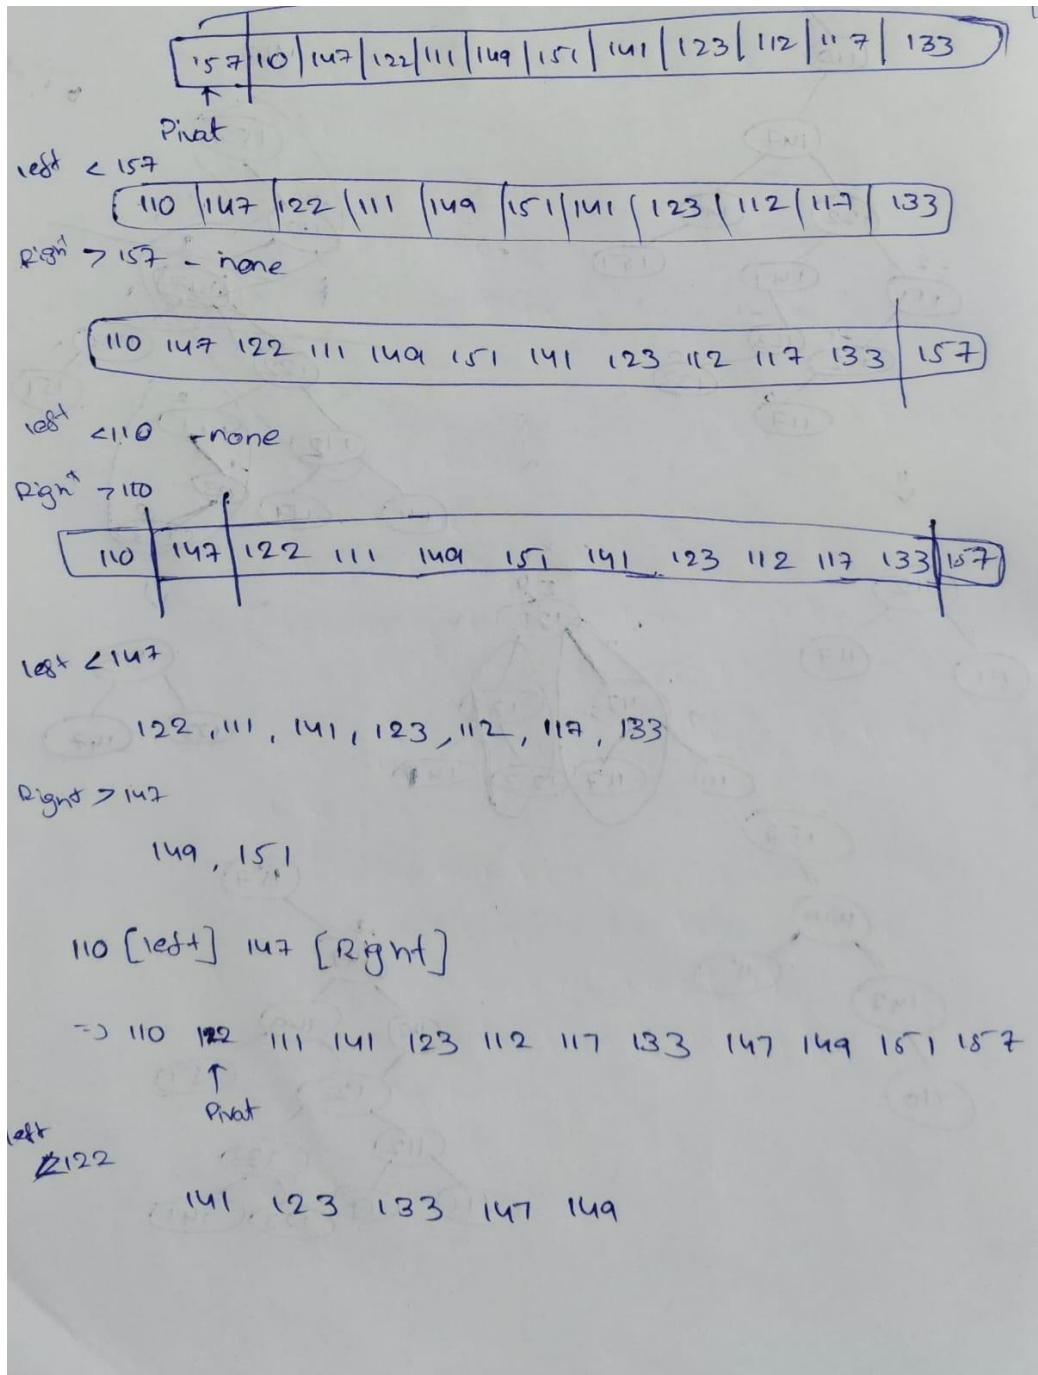 157 | 110 | 147 | 122 | 111 | 149 | 151 | 141 | 123 | 112 | 117 | 133
↑
Pivat
left < 157
110 | 147 | 122 | 111 | 149 | 151 | 141 | 123 | 112 | 117 | 133
Right > 157 - none
110 147 122 111 149 151 141 123 112 117 133 | 157
left <110 - none
Right > 110
110 | 147 | 122 111 149 151 141 123 112 117 133 | 157
left < 147
122, 111, 141, 123, 112, 117, 133
Right > 147
149, 151
110 [left] 147 [Right]
=> 110 122 111 141 123 112 117 133 147 149 151 157
↑
Pivat
left
<122
141 123 133 147 149